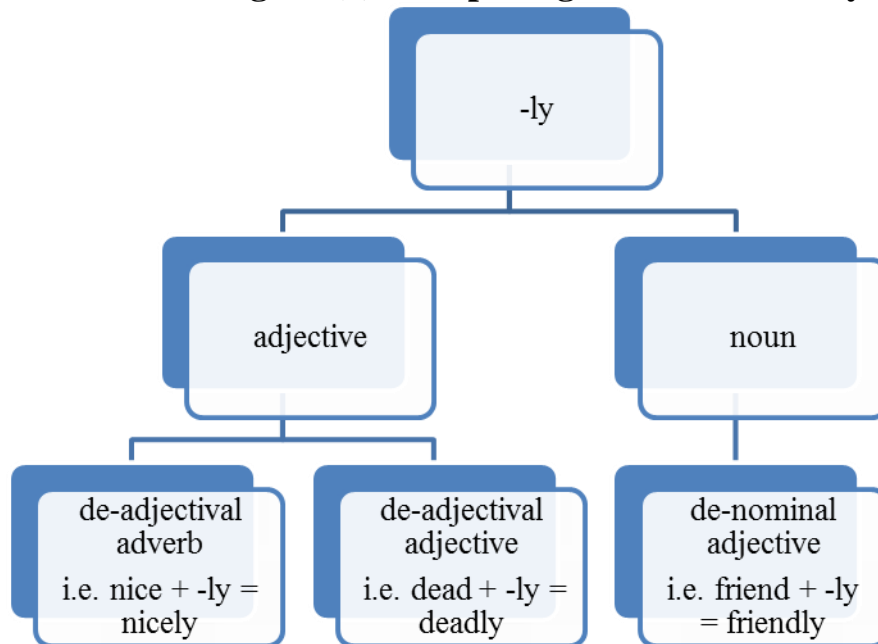 -ly
adjective
noun
de-adjectival
adverb
i.e. nice + -ly =
nicely
de-adjectival
adjective
i.e. dead + -ly =
deadly
de-nominal
adjective
i.e. friend + -ly
= friendly